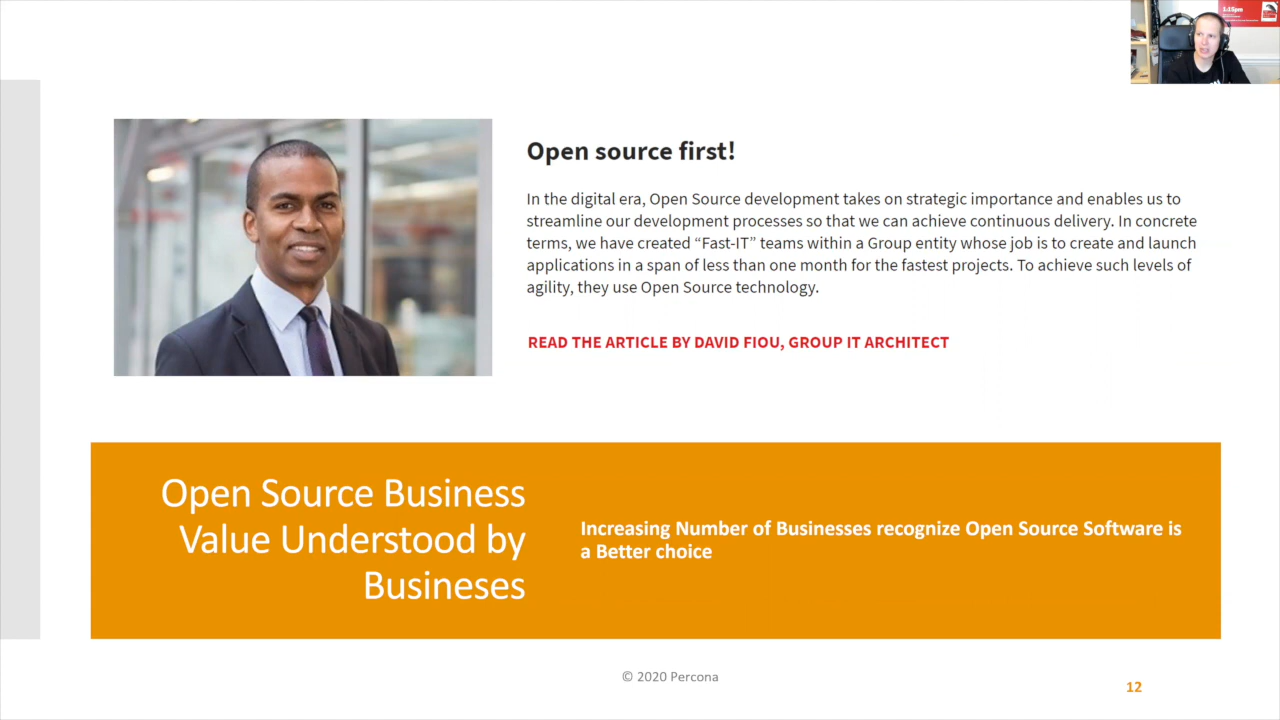 1:15pm
Open source first!
In the digital era, Open Source development takes on strategic importance and enables us to
streamline our development processes so that we can achieve continuous delivery. In concrete
terms, we have created “Fast-IT” teams within a Group entity whose job is to create and launch
applications in a span of less than one month for the fastest projects. To achieve such levels of
agility, they use Open Source technology.
READ THE ARTICLE BY DAVID FIOU, GROUP IT ARCHITECT
Open Source Business
Value Understood by
Busineses
Increasing Number of Businesses recognize Open Source Software is
a Better choice
© 2020 Percona
12